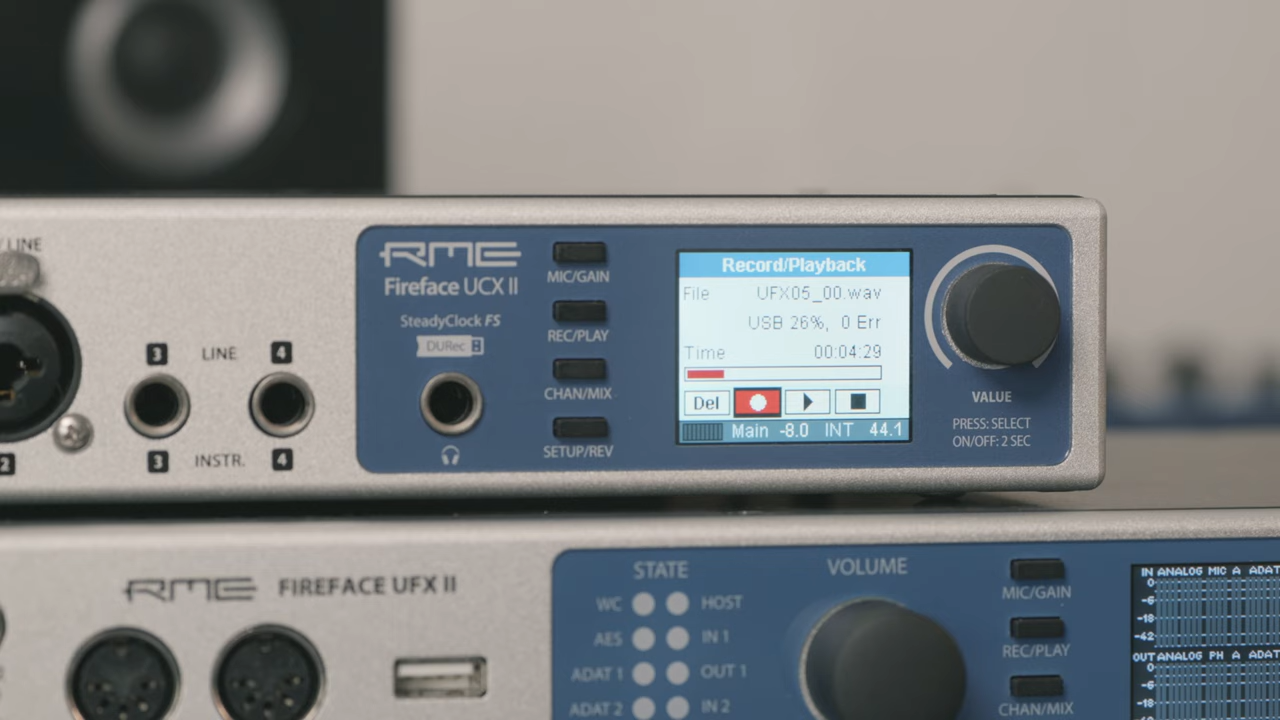 / LINE
2
3 LINE 4
3 INSTR. 4
RME
Fireface UCX II
SteadyClock FS
DURec
MIC/GAIN
REC/PLAY
CHAN/MIX
SETUP/REV
Record/Playback
File UFX05_00.wav
USB 26%, 0 Err
Time 00:04:29
Del
Main -8.0 INT 44.1
VALUE
PRESS: SELECT
ON/OFF: 2 SEC
RME FIREFACE UFX II
STATE
WC HOST
AES IN 1
ADAT 1 OUT 1
ADAT 2 IN 2
VOLUME
MIC/GAIN
REC/PLAY
CHAN/MIX
IN ANALOG MIC A ADAT
0
-6
-18
-42
OUT ANALOG PH A ADAT
0
-6
-18